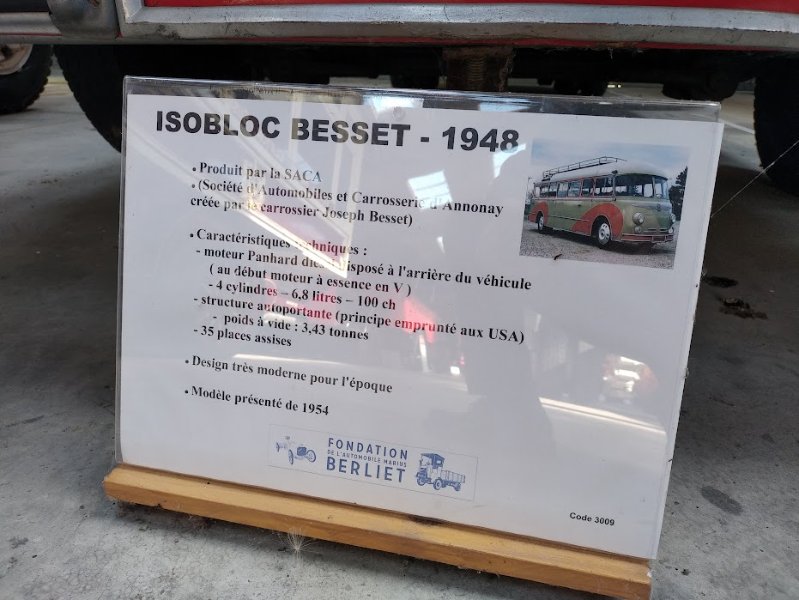 ISOBLOC BESSET - 1948
• Produit par la SACA
• (Société d'Automobiles et Carrosserie d'Annonay
créée par le carrossier Joseph Besset)
• Caractéristiques techniques :
- moteur Panhard diesel disposé à l'arrière du véhicule
( au début moteur à essence en V )
- 4 cylindres – 6,8 litres – 100 ch
- structure autoportante (principe emprunté aux USA)
- poids à vide : 3,43 tonnes
- 35 places assises
• Design très moderne pour l'époque
• Modèle présenté de 1954
FONDATION
DE L'AUTOMOBILE MARIUS
BERLIET
Code 3009